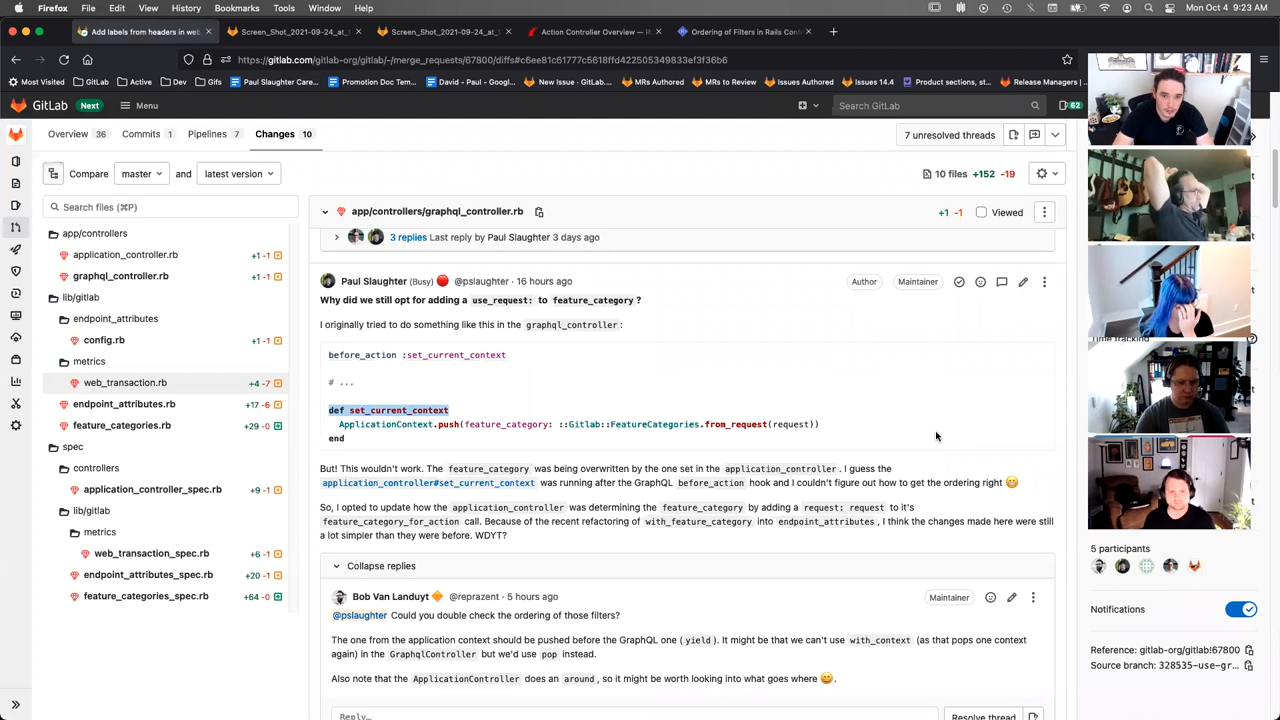 Firefox File Edit View History Bookmarks Tools Window Help
Mon Oct 4 9:23 AM
Add labels from headers in web
Screen_Shot_2021-09-24_at_
Screen_Shot_2021-09-24_at_
Action Controller Overview — R
Ordering of Filters in Rails Con
https://gitlab.com/gitlab-org/gitlab/-/merge_requests/67800/diffs#c6ee81c61777c5618ffd422505349833ef3f36b6
Most Visited GitLab Active Dev Gifs Paul Slaughter Care... Promotion Doc Tem... David — Paul - Goog... New Issue · GitLab... MRs Authored MRs to Review Issues Authored Issues 14.4 Product section, st... Release Managers |
GitLab Next Menu
Search GitLab
62
Overview 36 Commits 1 Pipelines 7 Changes 10
7 unresolved threads
Compare master and latest version
10 files +152 -19
Search files (⌘P)
app/controllers
application_controller.rb +1 -1
graphql_controller.rb +1 -1
lib/gitlab
endpoint_attributes
config.rb +1 -1
metrics
web_transaction.rb +4 -7
endpoint_attributes.rb +17 -6
feature_categories.rb +29 -0
spec
controllers
application_controller_spec.rb +9 -1
lib/gitlab
metrics
web_transaction_spec.rb +6 -1
endpoint_attributes_spec.rb +20 -1
feature_categories_spec.rb +64 -0
app/controllers/graphql_controller.rb
+1 -1 Viewed
3 replies Last reply by Paul Slaughter 3 days ago
Paul Slaughter (Busy) @pslaughter · 16 hours ago
Author Maintainer
Why did we still opt for adding a use_request: to feature_category ?
I originally tried to do something like this in the graphql_controller:
before_action :set_current_context
# ...
def set_current_context
ApplicationContext.push(feature_category: ::Gitlab::FeatureCategories.from_request(request))
end
But! This wouldn't work. The feature_category was being overwritten by the one set in the application_controller. I guess the
application_controller#set_current_context was running after the GraphQL before_action hook and I couldn't figure out how to get the ordering right
So, I opted to update how the application_controller was determining the feature_category by adding a request: request to it's
feature_category_for_action call. Because of the recent refactoring of with_feature_category into endpoint_attributes, I think the changes made here were still
a lot simpler than they were before. WDYT?
Collapse replies
Bob Van Landuyt @reprazent · 5 hours ago
Maintainer
@pslaughter Could you double check the ordering of those filters?
The one from the application context should be pushed before the GraphQL one ( yield ). It might be that we can't use with_context (as that pops one context
again) in the GraphqlController but we'd use pop instead.
Also note that the ApplicationController does an around, so it might be worth looking into what goes where
Reply...
Resolve thread
Time tracking
5 participants
Notifications
Reference: gitlab-org/gitlab!67800
Source branch: 328535-use-gr...